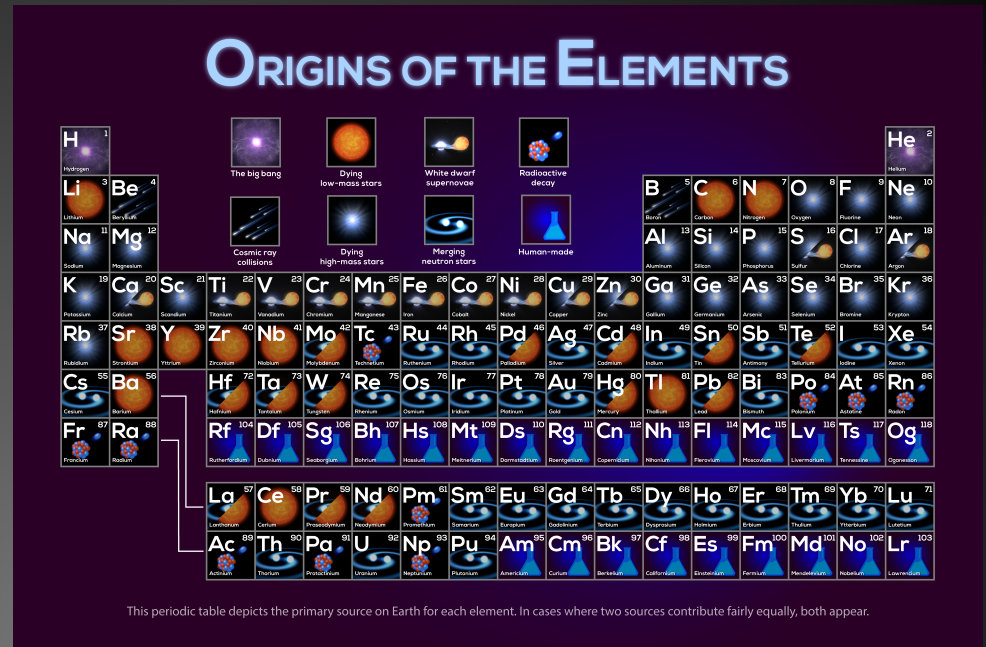 ORIGINS OF THE ELEMENTS
The big bang
Dying
low-mass stars
White dwarf
supernovae
Radioactive
decay
Cosmic ray
collisions
Dying
high-mass stars
Merging
neutron stars
Human-made
H 1 He 2
Hydrogen Helium
Li 3 Be 4 B 5 C 6 N 7 O 8 F 9 Ne 10
Lithium Beryllium Boron Carbon Nitrogen Oxygen Fluorine Neon
Na 11 Mg 12 Al 13 Si 14 P 15 S 16 Cl 17 Ar 18
Sodium Magnesium Aluminum Silicon Phosphorus Sulfur Chlorine Argon
K 19 Ca 20 Sc 21 Ti 22 V 23 Cr 24 Mn 25 Fe 26 Co 27 Ni 28 Cu 29 Zn 30 Ga 31 Ge 32 As 33 Se 34 Br 35 Kr 36
Potassium Calcium Scandium Titanium Vanadium Chromium Manganese Iron Cobalt Nickel Copper Zinc Gallium Germanium Arsenic Selenium Bromine Krypton
Rb 37 Sr 38 Y 39 Zr 40 Nb 41 Mo 42 Tc 43 Ru 44 Rh 45 Pd 46 Ag 47 Cd 48 In 49 Sn 50 Sb 51 Te 52 I 53 Xe 54
Rubidium Strontium Yttrium Zirconium Niobium Molybdenum Technetium Ruthenium Rhodium Palladium Silver Cadmium Indium Tin Antimony Tellurium Iodine Xenon
Cs 55 Ba 56 Hf 72 Ta 73 W 74 Re 75 Os 76 Ir 77 Pt 78 Au 79 Hg 80 Tl 81 Pb 82 Bi 83 Po 84 At 85 Rn 86
Cesium Barium Hafnium Tantalum Tungsten Rhenium Osmium Iridium Platinum Gold Mercury Thallium Lead Bismuth Polonium Astatine Radon
Fr 87 Ra 88 Rf 104 Df 105 Sg 106 Bh 107 Hs 108 Mt 109 Ds 110 Rg 111 Cn 112 Nh 113 Fl 114 Mc 115 Lv 116 Ts 117 Og 118
Francium Radium Rutherfordium Dubnium Seaborgium Bohrium Hassium Meitnerium Darmstadtium Roentgenium Copernicium Nihonium Flerovium Moscovium Livermorium Tennessine Oganesson
La 57 Ce 58 Pr 59 Nd 60 Pm 61 Sm 62 Eu 63 Gd 64 Tb 65 Dy 66 Ho 67 Er 68 Tm 69 Yb 70 Lu 71
Lanthanum Cerium Praseodymium Neodymium Promethium Samarium Europium Gadolinium Terbium Dysprosium Holmium Erbium Thulium Ytterbium Lutetium
Ac 89 Th 90 Pa 91 U 92 Np 93 Pu 94 Am 95 Cm 96 Bk 97 Cf 98 Es 99 Fm 100 Md 101 No 102 Lr 103
Actinium Thorium Protactinium Uranium Neptunium Plutonium Americium Curium Berkelium Californium Einsteinium Fermium Mendelevium Nobelium Lawrencium
This periodic table depicts the primary source on Earth for each element. In cases where two sources contribute fairly equally, both appear.